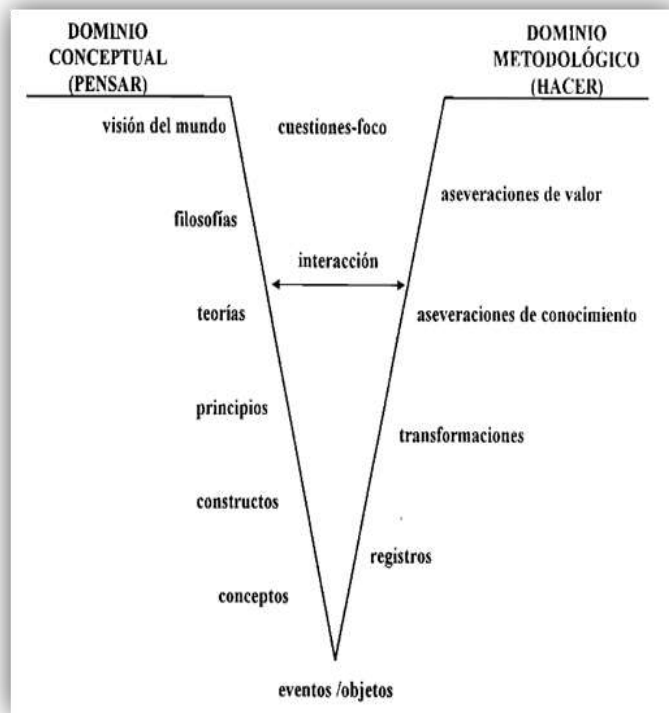 DOMINIO
CONCEPTUAL
(PENSAR)
DOMINIO
METODOLÓGICO
(HACER)
visión del mundo
cuestiones-foco
aseveraciones de valor
filosofías
interacción
teorías
aseveraciones de conocimiento
principios
transformaciones
constructos
registros
conceptos
eventos /objetos